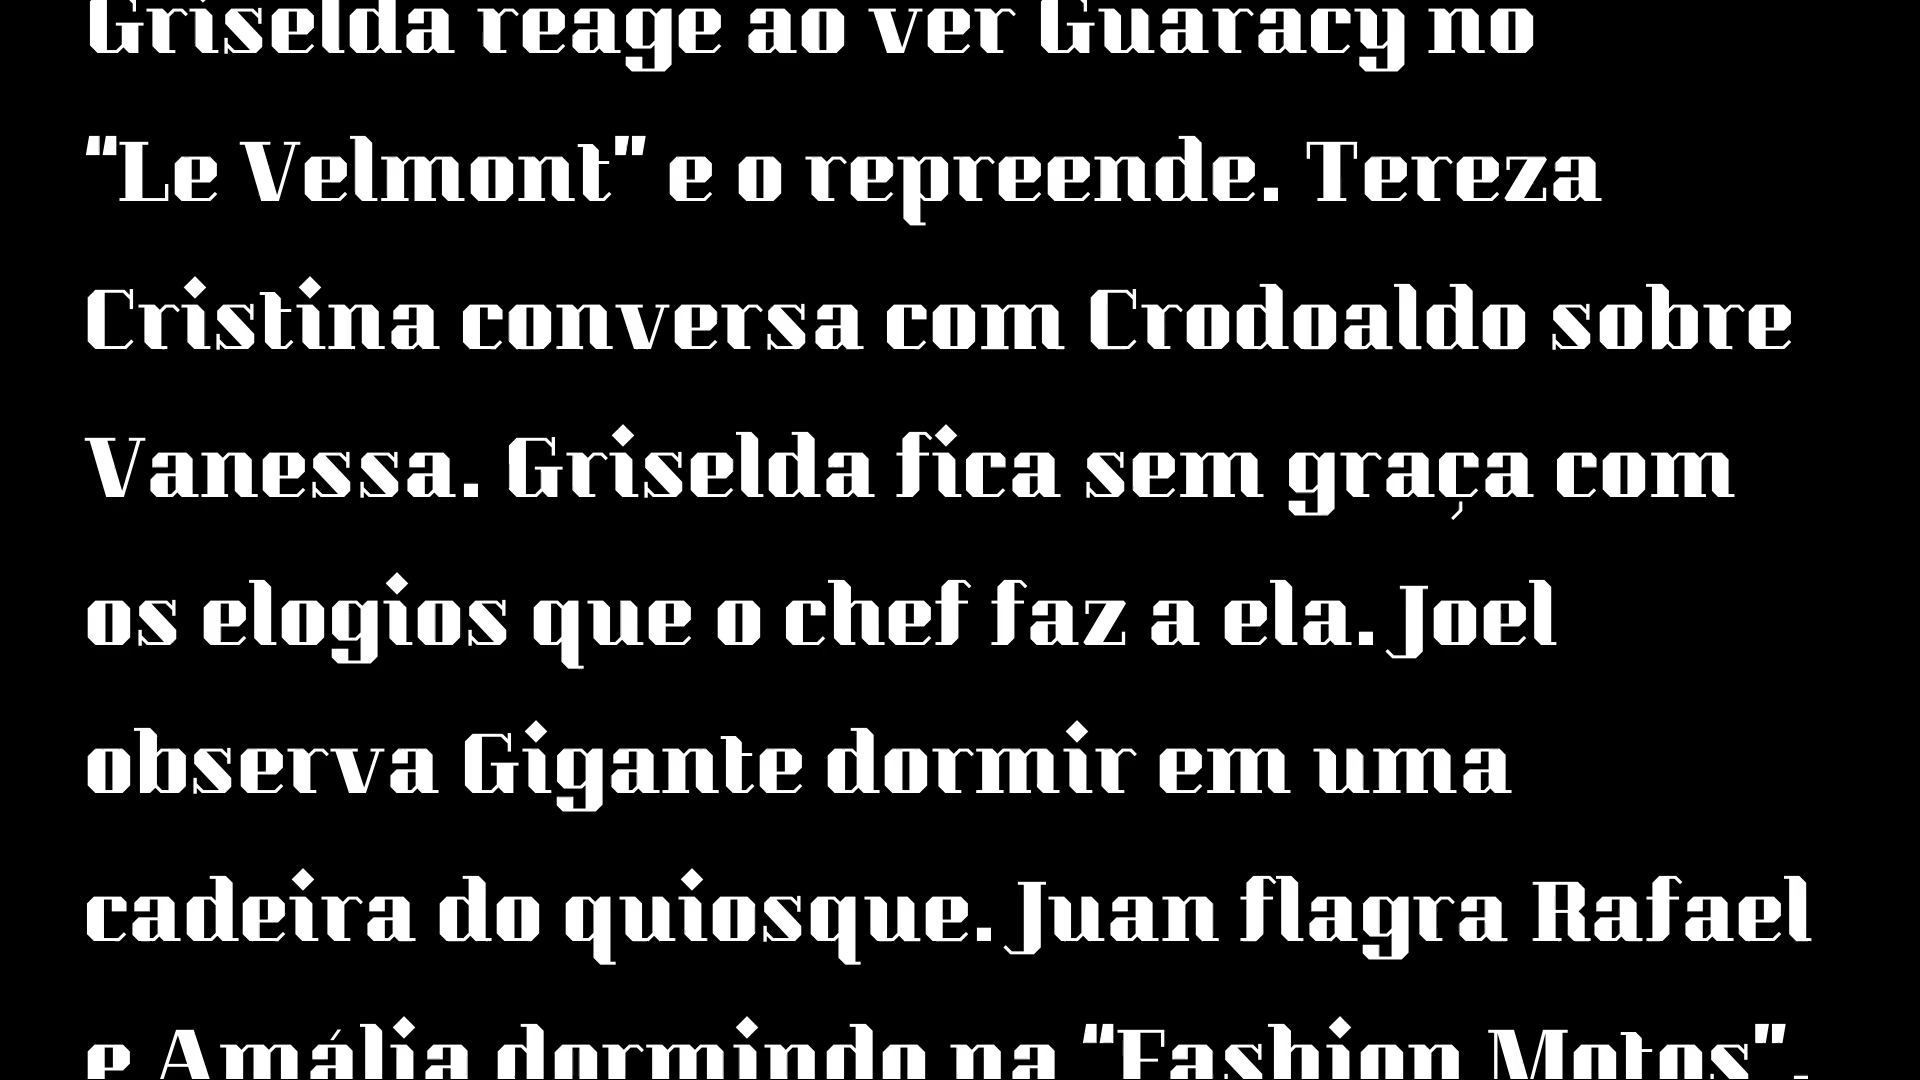 Griselda reage ao ver Guaracy no
"Le Velmont" e o repreende. Tereza
Cristina conversa com Crodoaldo sobre
Vanessa. Griselda fica sem graça com
os elogios que o chef faz a ela. Joel
observa Gigante dormir em uma
cadeira do quiosque. Juan flagra Rafael
e Amália dormindo na "Fashion Motos".